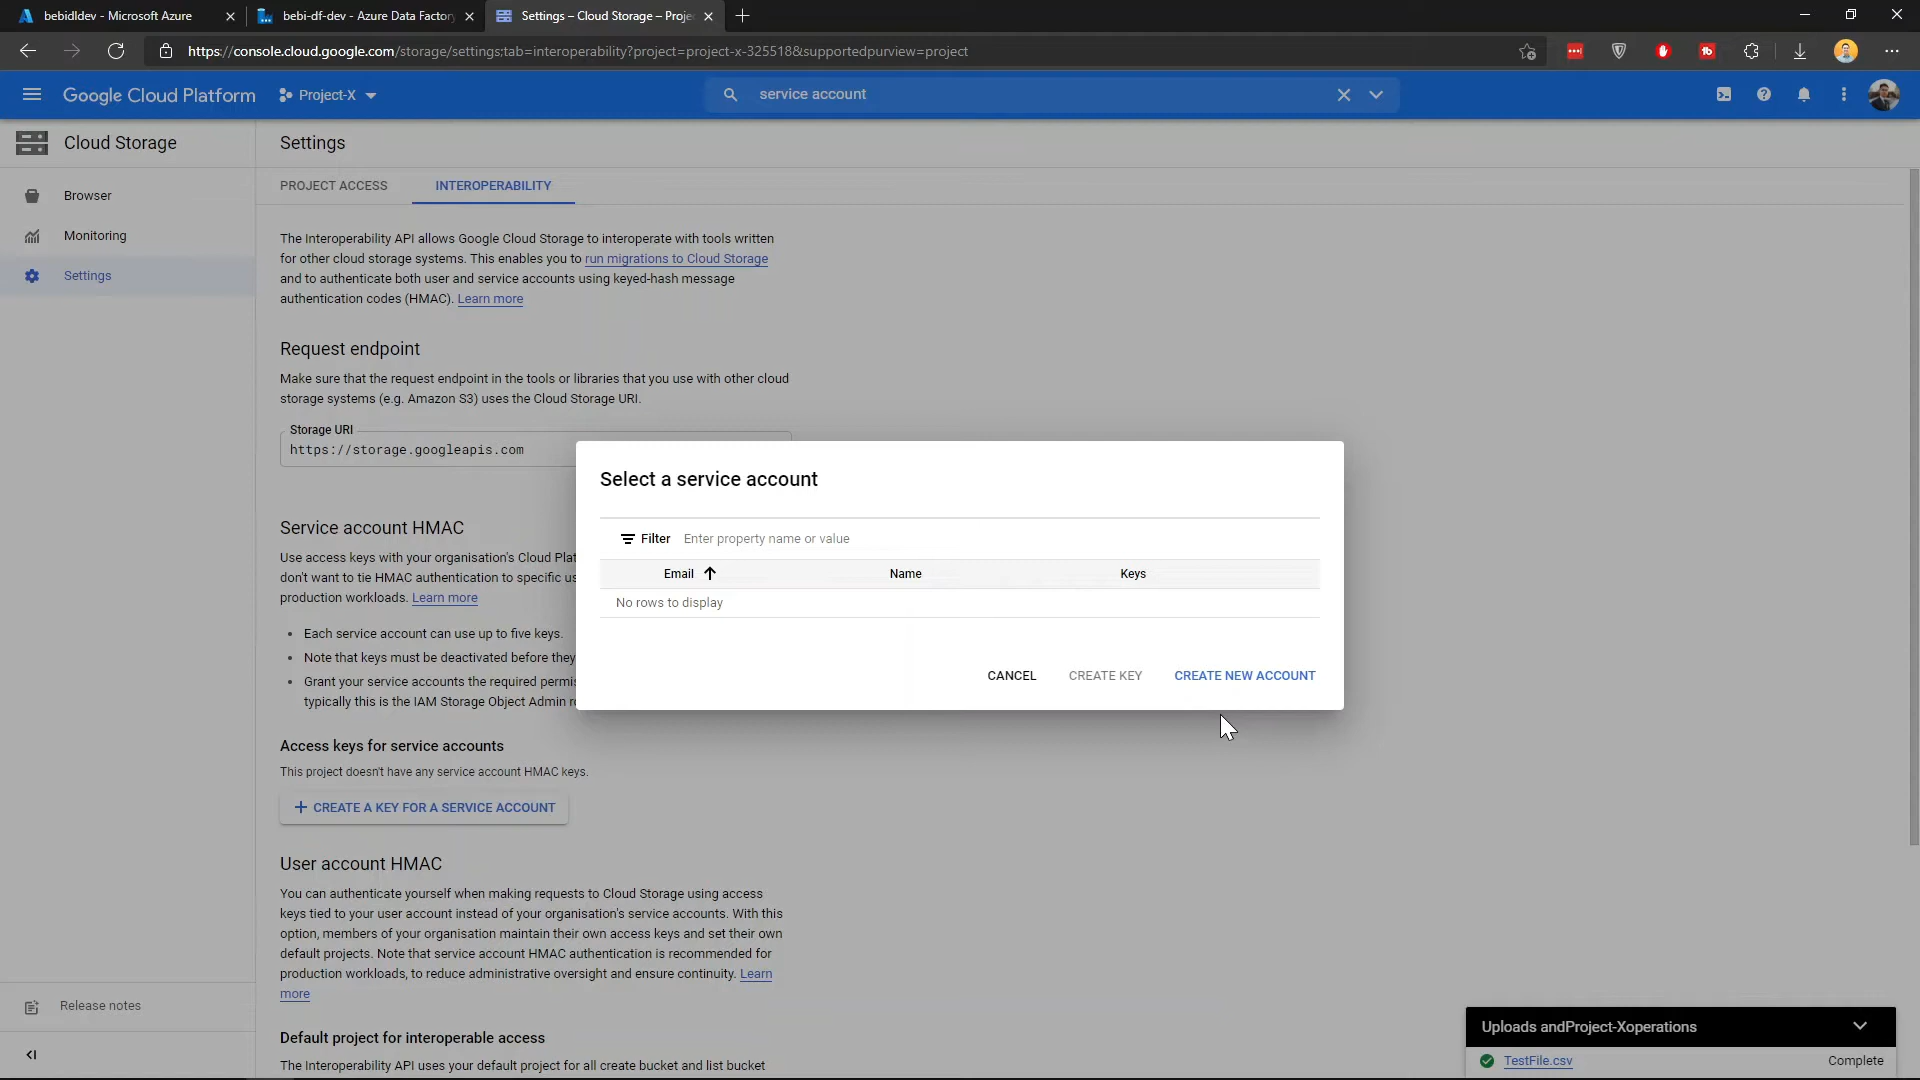 bebidldev - Microsoft Azure
bebi-df-dev - Azure Data Factory
Settings – Cloud Storage – Proje
https://console.cloud.google.com/storage/settings;tab=interoperability?project=project-x-325518&supportedpurview=project
Google Cloud Platform
Project-X
service account
Cloud Storage
Settings
Browser
Monitoring
Settings
PROJECT ACCESS
INTEROPERABILITY
The Interoperability API allows Google Cloud Storage to interoperate with tools written
for other cloud storage systems. This enables you to run migrations to Cloud Storage
and to authenticate both user and service accounts using keyed-hash message
authentication codes (HMAC). Learn more
Request endpoint
Make sure that the request endpoint in the tools or libraries that you use with other cloud
storage systems (e.g. Amazon S3) uses the Cloud Storage URI.
Storage URI
https://storage.googleapis.com
Service account HMAC
Use access keys with your organisation's Cloud Plat
don't want to tie HMAC authentication to specific us
production workloads. Learn more
• Each service account can use up to five keys.
• Note that keys must be deactivated before they
• Grant your service accounts the required permis
typically this is the IAM Storage Object Admin ro
Access keys for service accounts
This project doesn't have any service account HMAC keys.
+ CREATE A KEY FOR A SERVICE ACCOUNT
User account HMAC
You can authenticate yourself when making requests to Cloud Storage using access
keys tied to your user account instead of your organisation's service accounts. With this
option, members of your organisation maintain their own access keys and set their own
default projects. Note that service account HMAC authentication is recommended for
production workloads, to reduce administrative oversight and ensure continuity. Learn
more
Default project for interoperable access
The Interoperability API uses your default project for all create bucket and list bucket
Select a service account
Filter Enter property name or value
Email Name Keys
No rows to display
CANCEL CREATE KEY CREATE NEW ACCOUNT
Release notes
Uploads andProject-Xoperations
TestFile.csv Complete